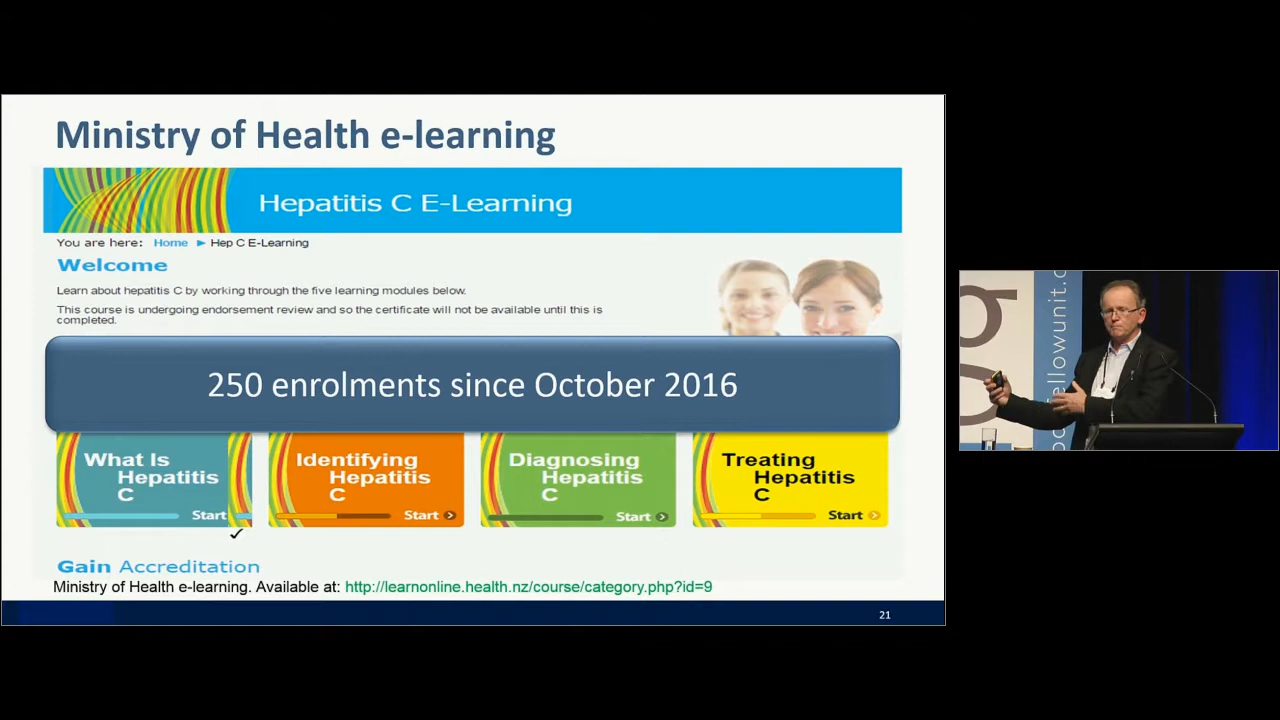 Ministry of Health e-learning
Hepatitis C E-Learning
You are here: Home ► Hep C E-Learning
Welcome
Learn about hepatitis C by working through the five learning modules below.
This course is undergoing endorsement review and so the certificate will not be available until this is
completed.
250 enrolments since October 2016
What Is
Hepatitis
C
Start
Identifying
Hepatitis
C
Start
Diagnosing
Hepatitis
C
Start
Treating
Hepatitis
C
Start
Gain Accreditation
Ministry of Health e-learning. Available at: http://learnonline.health.nz/course/category.php?id=9
21
g
ellowunit.c